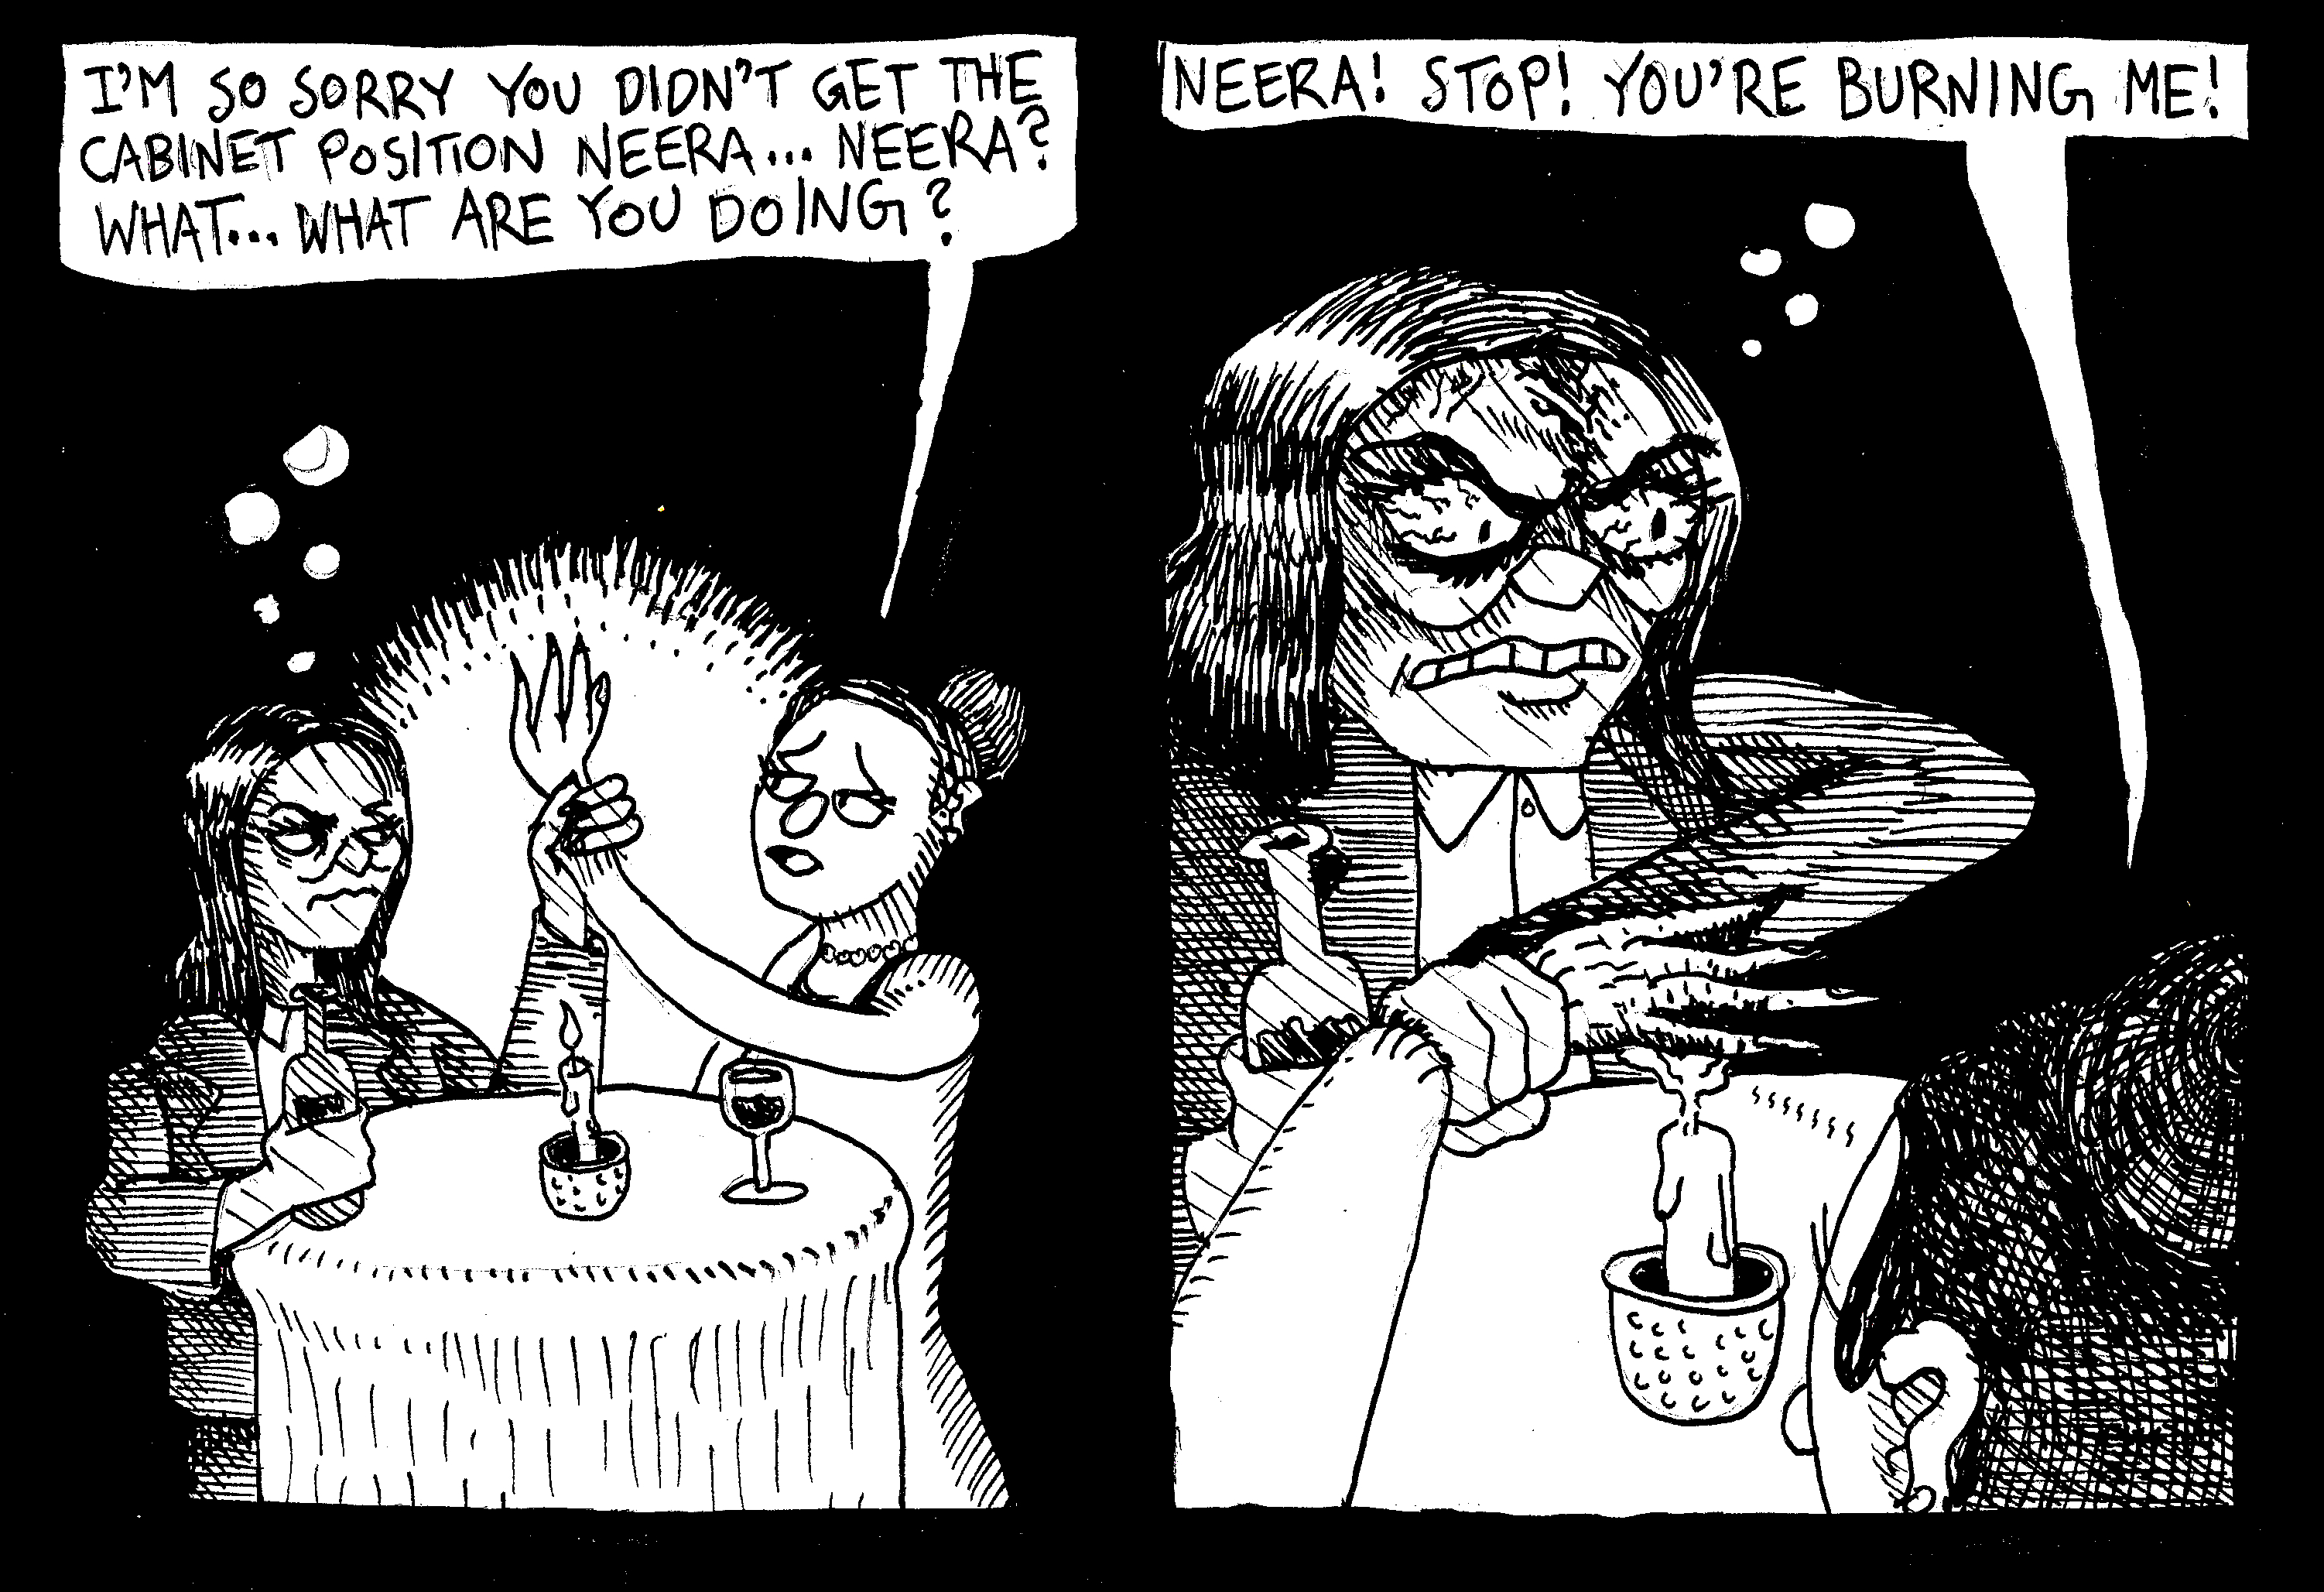 I'M SO SORRY YOU DIDN'T GET THE
CABINET POSITION NEERA... NEERA?
WHAT... WHAT ARE YOU DOING?
NEERA! STOP! YOU'RE BURNING ME!